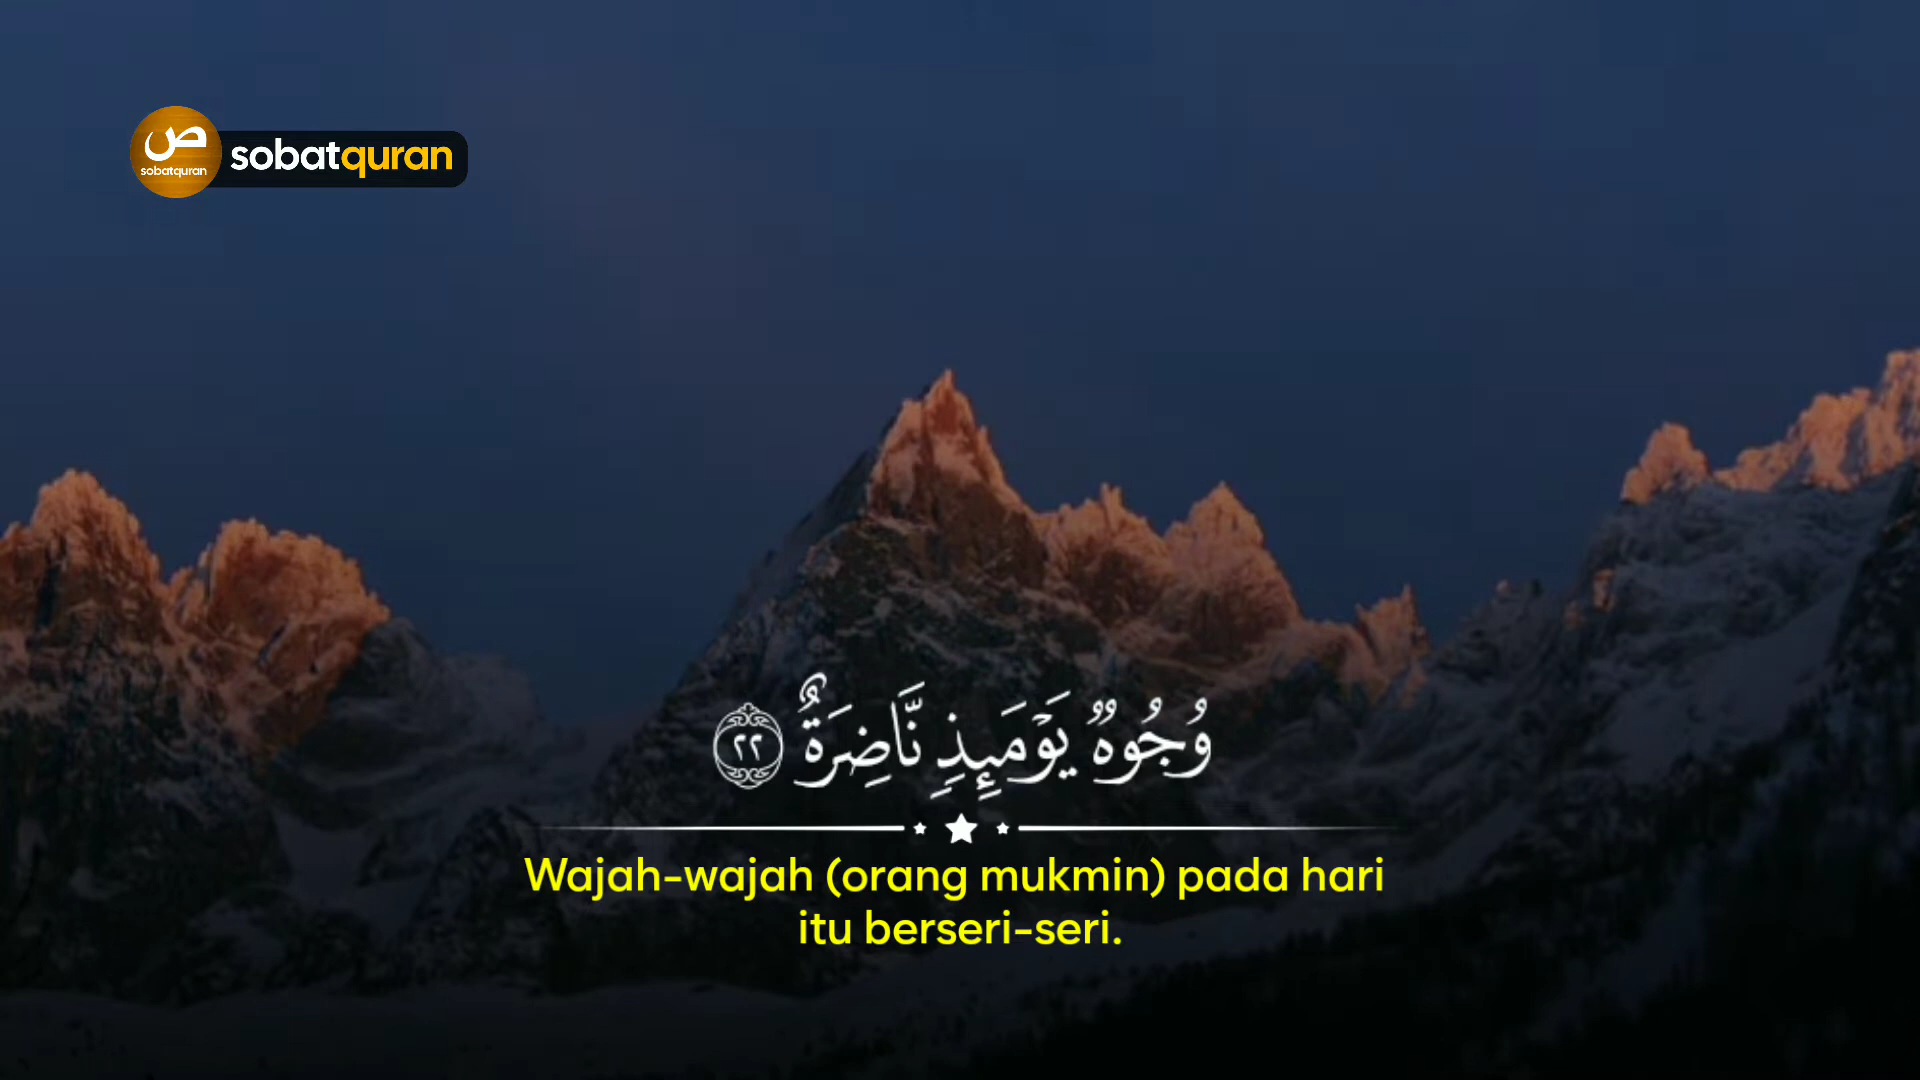 ص
sobatquran
sobatquran
وُجُوهٌ يَوْمَئِذٍ نَّاضِرَةٌ ۝٢٢
Wajah-wajah (orang mukmin) pada hari
itu berseri-seri.